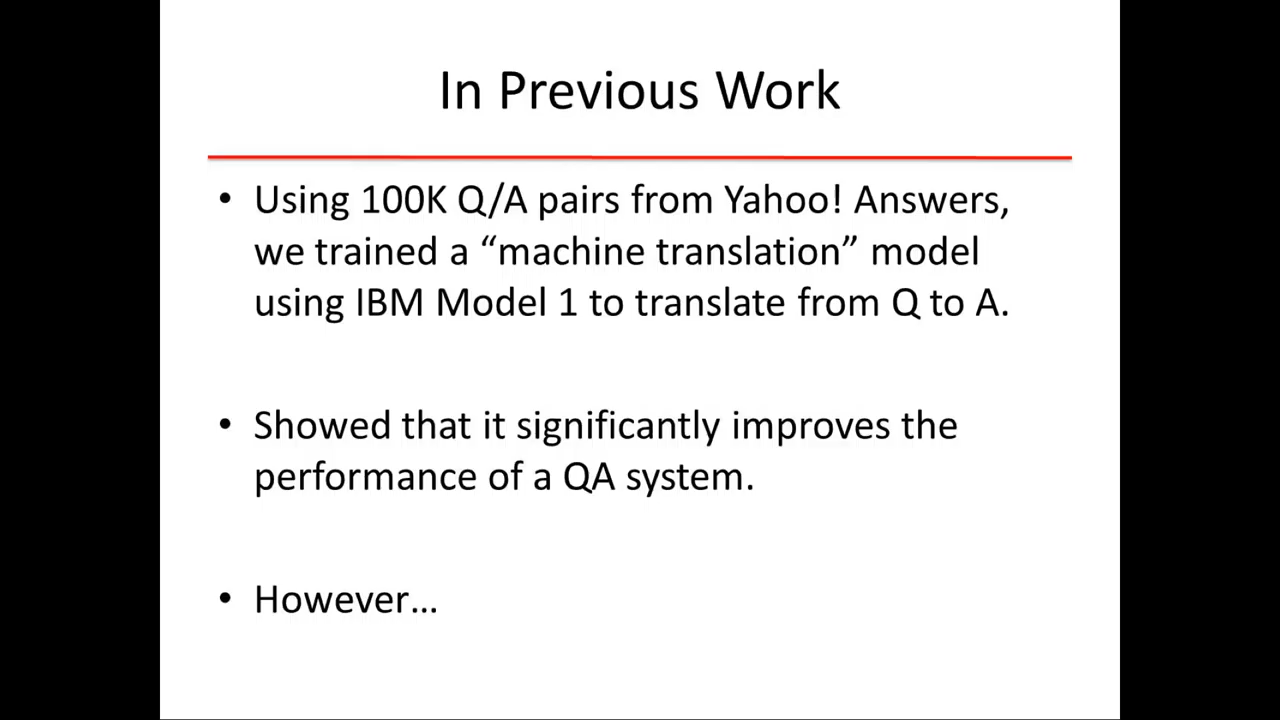 In Previous Work
• Using 100K Q/A pairs from Yahoo! Answers,
we trained a “machine translation” model
using IBM Model 1 to translate from Q to A.
• Showed that it significantly improves the
performance of a QA system.
• However…